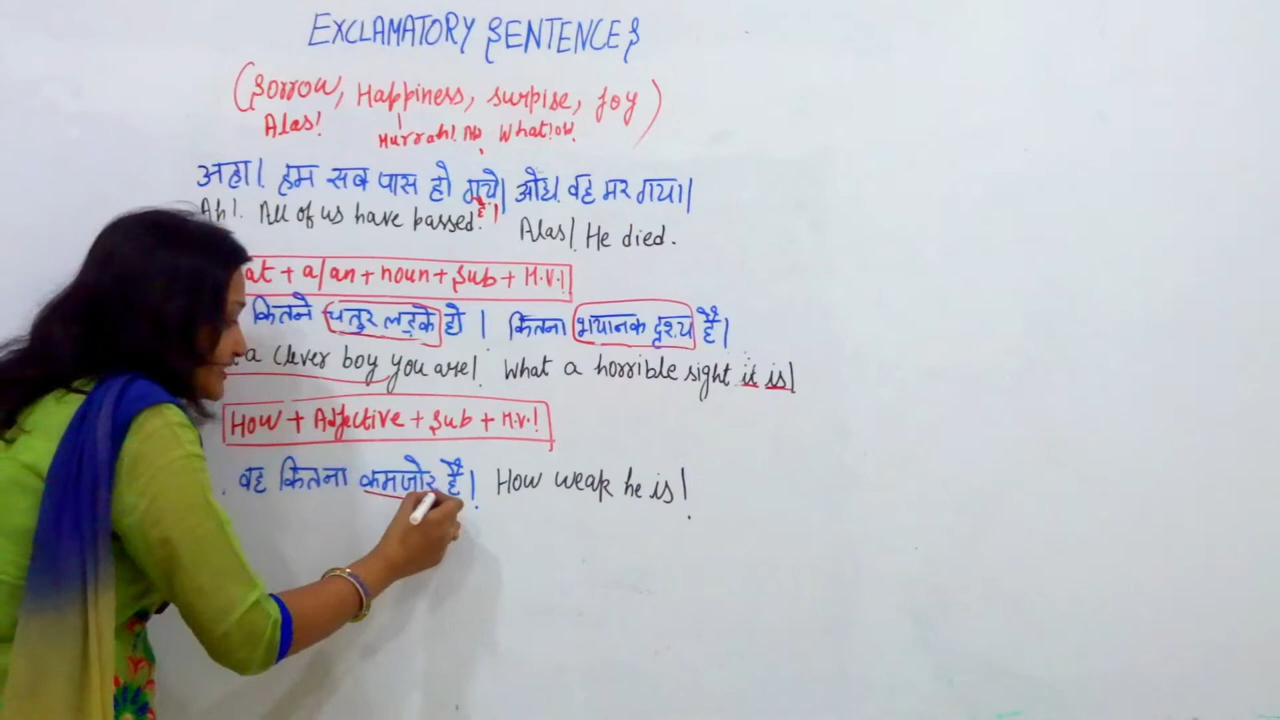 EXCLAMATORY SENTENCES
(Sorrow, Happiness, Surprise, Joy)
Alas! Hurrah! Ah, What! ow.
अहा! हम सब पास हो गये है। ओह! वह मर गया!
Ah! All of us have passed. Alas! He died.
at + a/an + noun + Sub + H.V.!
कितने चतुर लड़के हो ! कितना भयानक दृश्य है!
a clever boy you are! What a horrible sight it is!
How + Adjective + Sub + H.V.!
वह कितना कमजोर है! How weak he is!